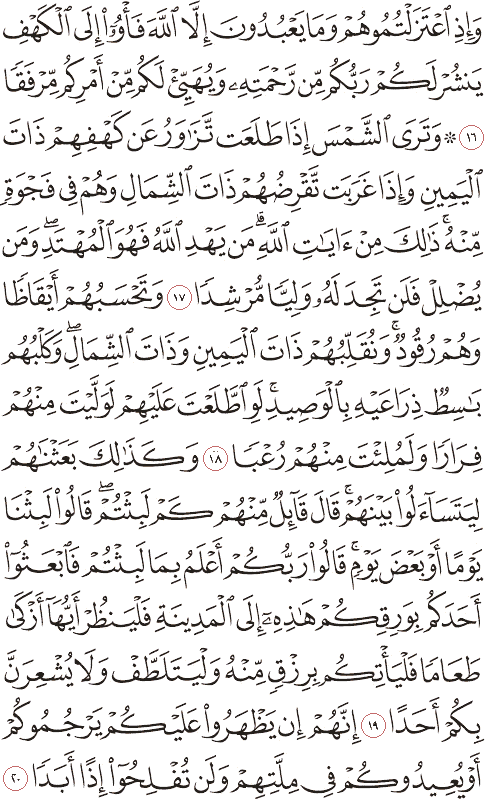 وَإِذِ ٱعْتَزَلْتُمُوهُمْ وَمَا يَعْبُدُونَ إِلَّا ٱللَّهَ فَأْوُۥٓا۟ إِلَى ٱلْكَهْفِ
يَنشُرْ لَكُمْ رَبُّكُم مِّن رَّحْمَتِهِۦ وَيُهَيِّئْ لَكُم مِّنْ أَمْرِكُم مِّرْفَقًا
١٦ ۞ وَتَرَى ٱلشَّمْسَ إِذَا طَلَعَت تَّزَٰوَرُ عَن كَهْفِهِمْ ذَاتَ
ٱلْيَمِينِ وَإِذَا غَرَبَت تَّقْرِضُهُمْ ذَاتَ ٱلشِّمَالِ وَهُمْ فِى فَجْوَةٍ
مِّنْهُ ۚ ذَٰلِكَ مِنْ ءَايَٰتِ ٱللَّهِ ۗ مَن يَهْدِ ٱللَّهُ فَهُوَ ٱلْمُهْتَدِ ۖ وَمَن
يُضْلِلْ فَلَن تَجِدَ لَهُۥ وَلِيًّا مُّرْشِدًا ١٧ وَتَحْسَبُهُمْ أَيْقَاظًا
وَهُمْ رُقُودٌ ۚ وَنُقَلِّبُهُمْ ذَاتَ ٱلْيَمِينِ وَذَاتَ ٱلشِّمَالِ ۖ وَكَلْبُهُم
بَٰسِطٌ ذِرَاعَيْهِ بِٱلْوَصِيدِ ۚ لَوِ ٱطَّلَعْتَ عَلَيْهِمْ لَوَلَّيْتَ مِنْهُمْ
فِرَارًا وَلَمُلِئْتَ مِنْهُمْ رُعْبًا ١٨ وَكَذَٰلِكَ بَعَثْنَٰهُمْ
لِيَتَسَآءَلُوا۟ بَيْنَهُمْ ۚ قَالَ قَآئِلٌ مِّنْهُمْ كَمْ لَبِثْتُمْ ۖ قَالُوا۟ لَبِثْنَا
يَوْمًا أَوْ بَعْضَ يَوْمٍ ۚ قَالُوا۟ رَبُّكُمْ أَعْلَمُ بِمَا لَبِثْتُمْ فَٱبْعَثُوٓا۟
أَحَدَكُم بِوَرِقِكُمْ هَٰذِهِۦٓ إِلَى ٱلْمَدِينَةِ فَلْيَنظُرْ أَيُّهَآ أَزْكَىٰ
طَعَامًا فَلْيَأْتِكُم بِرِزْقٍ مِّنْهُ وَلْيَتَلَطَّفْ وَلَا يُشْعِرَنَّ
بِكُمْ أَحَدًا ١٩ إِنَّهُمْ إِن يَظْهَرُوا۟ عَلَيْكُمْ يَرْجُمُوكُمْ
أَوْ يُعِيدُوكُمْ فِى مِلَّتِهِمْ وَلَن تُفْلِحُوٓا۟ إِذًا أَبَدًا ٢٠